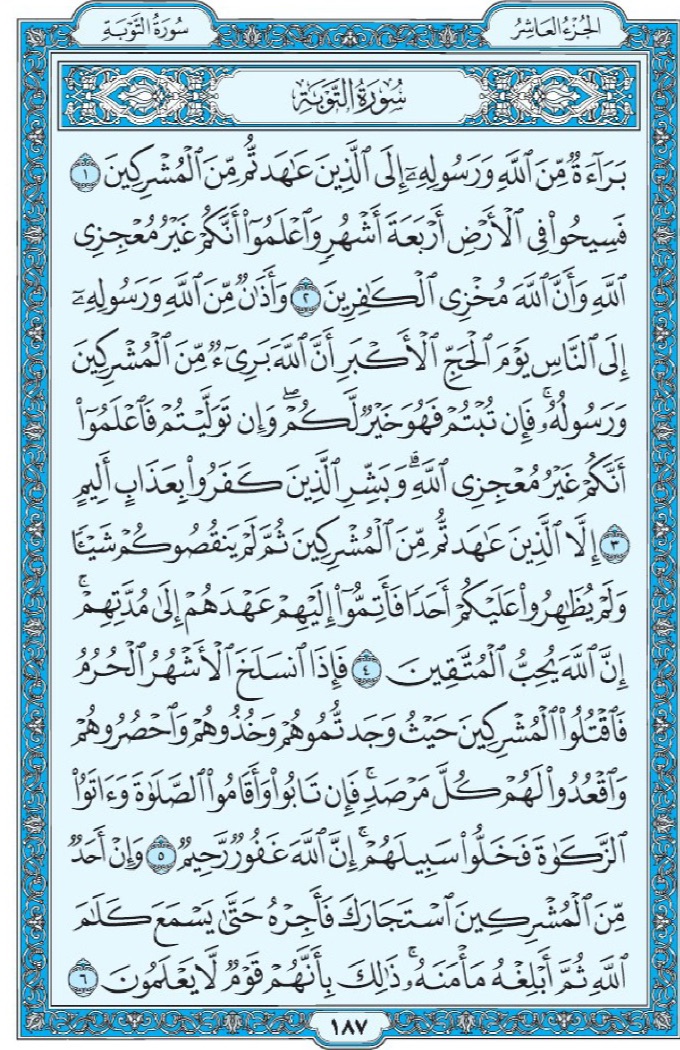 الجُزْءُ العَاشِرُ
سُورَةُ التَّوْبَةِ
سُورَةُ التَّوْبَةِ
بَرَآءَةٌ مِّنَ ٱللَّهِ وَرَسُولِهِۦٓ إِلَى ٱلَّذِينَ عَٰهَدتُّم مِّنَ ٱلْمُشْرِكِينَ ١
فَسِيحُوا۟ فِى ٱلْأَرْضِ أَرْبَعَةَ أَشْهُرٍ وَٱعْلَمُوٓا۟ أَنَّكُمْ غَيْرُ مُعْجِزِى
ٱللَّهِ وَأَنَّ ٱللَّهَ مُخْزِى ٱلْكَٰفِرِينَ ٢ وَأَذَٰنٌ مِّنَ ٱللَّهِ وَرَسُولِهِۦٓ
إِلَى ٱلنَّاسِ يَوْمَ ٱلْحَجِّ ٱلْأَكْبَرِ أَنَّ ٱللَّهَ بَرِىٓءٌ مِّنَ ٱلْمُشْرِكِينَ
وَرَسُولُهُۥ ۚ فَإِن تُبْتُمْ فَهُوَ خَيْرٌ لَّكُمْ ۖ وَإِن تَوَلَّيْتُمْ فَٱعْلَمُوٓا۟
أَنَّكُمْ غَيْرُ مُعْجِزِى ٱللَّهِ ۗ وَبَشِّرِ ٱلَّذِينَ كَفَرُوا۟ بِعَذَابٍ أَلِيمٍ
٣ إِلَّا ٱلَّذِينَ عَٰهَدتُّم مِّنَ ٱلْمُشْرِكِينَ ثُمَّ لَمْ يَنقُصُوكُمْ شَيْـًٔا
وَلَمْ يُظَٰهِرُوا۟ عَلَيْكُمْ أَحَدًا فَأَتِمُّوٓا۟ إِلَيْهِمْ عَهْدَهُمْ إِلَىٰ مُدَّتِهِمْ ۚ
إِنَّ ٱللَّهَ يُحِبُّ ٱلْمُتَّقِينَ ٤ فَإِذَا ٱنسَلَخَ ٱلْأَشْهُرُ ٱلْحُرُمُ
فَٱقْتُلُوا۟ ٱلْمُشْرِكِينَ حَيْثُ وَجَدتُّمُوهُمْ وَخُذُوهُمْ وَٱحْصُرُوهُمْ
وَٱقْعُدُوا۟ لَهُمْ كُلَّ مَرْصَدٍ ۚ فَإِن تَابُوا۟ وَأَقَامُوا۟ ٱلصَّلَوٰةَ وَءَاتَوُا۟
ٱلزَّكَوٰةَ فَخَلُّوا۟ سَبِيلَهُمْ ۚ إِنَّ ٱللَّهَ غَفُورٌ رَّحِيمٌ ٥ وَإِنْ أَحَدٌ
مِّنَ ٱلْمُشْرِكِينَ ٱسْتَجَارَكَ فَأَجِرْهُ حَتَّىٰ يَسْمَعَ كَلَٰمَ
ٱللَّهِ ثُمَّ أَبْلِغْهُ مَأْمَنَهُۥ ۚ ذَٰلِكَ بِأَنَّهُمْ قَوْمٌ لَّا يَعْلَمُونَ ٦
١٨٧